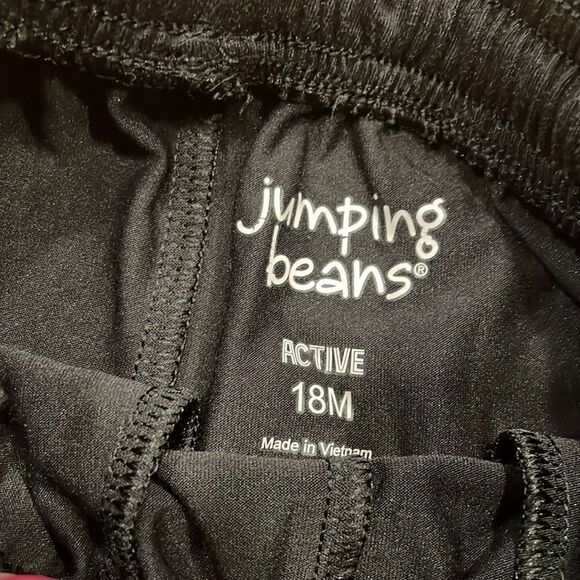 jumping
beans®
ACTIVE
18M
Made in Vietnam